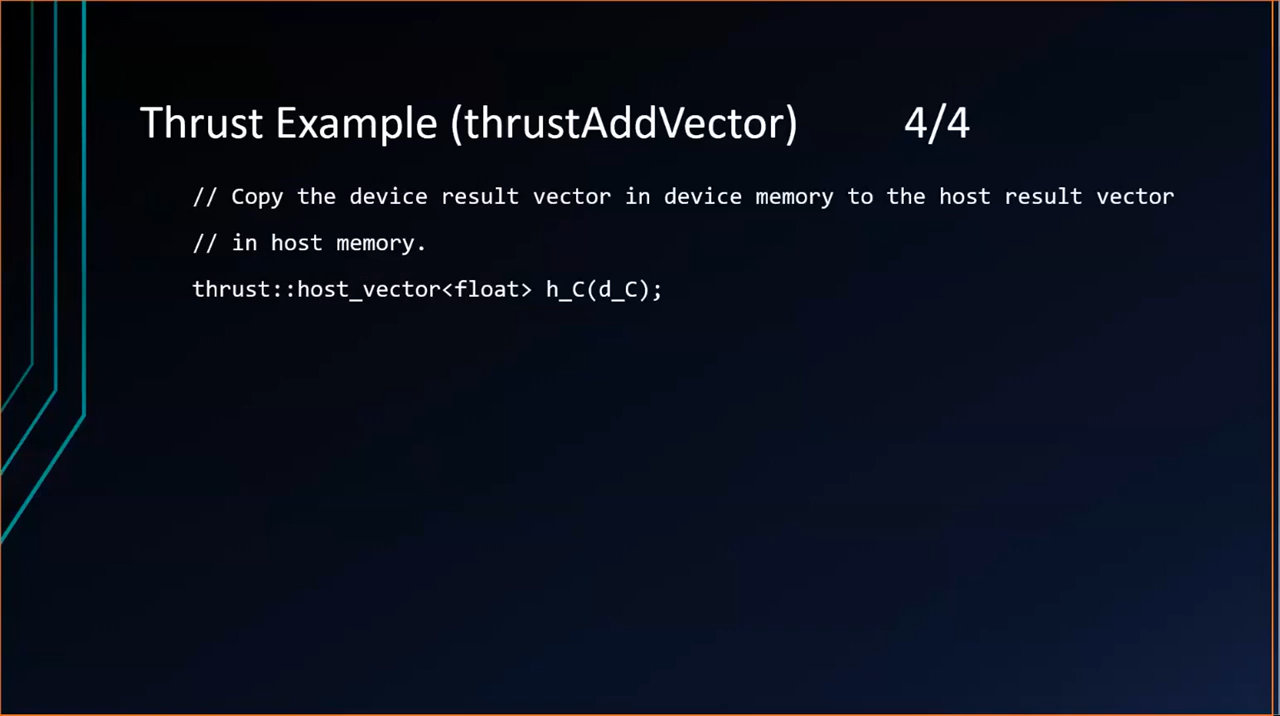 Thrust Example (thrustAddVector) 4/4
// Copy the device result vector in device memory to the host result vector
// in host memory.
thrust::host_vector<float> h_C(d_C);